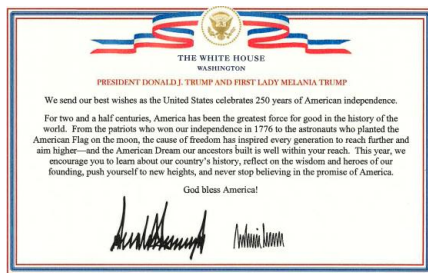 THE WHITE HOUSE
WASHINGTON
PRESIDENT DONALD J. TRUMP AND FIRST LADY MELANIA TRUMP
We send our best wishes as the United States celebrates 250 years of American independence.
For two and a half centuries, America has been the greatest force for good in the history of the
world. From the patriots who won our independence in 1776 to the astronauts who planted the
American Flag on the moon, the cause of freedom has inspired every generation to reach further and
aim higher—and the American Dream our ancestors built is well within your reach. This year, we
encourage you to learn about our country's history, reflect on the wisdom and heroes of our
founding, push yourself to new heights, and never stop believing in the promise of America.
God bless America!